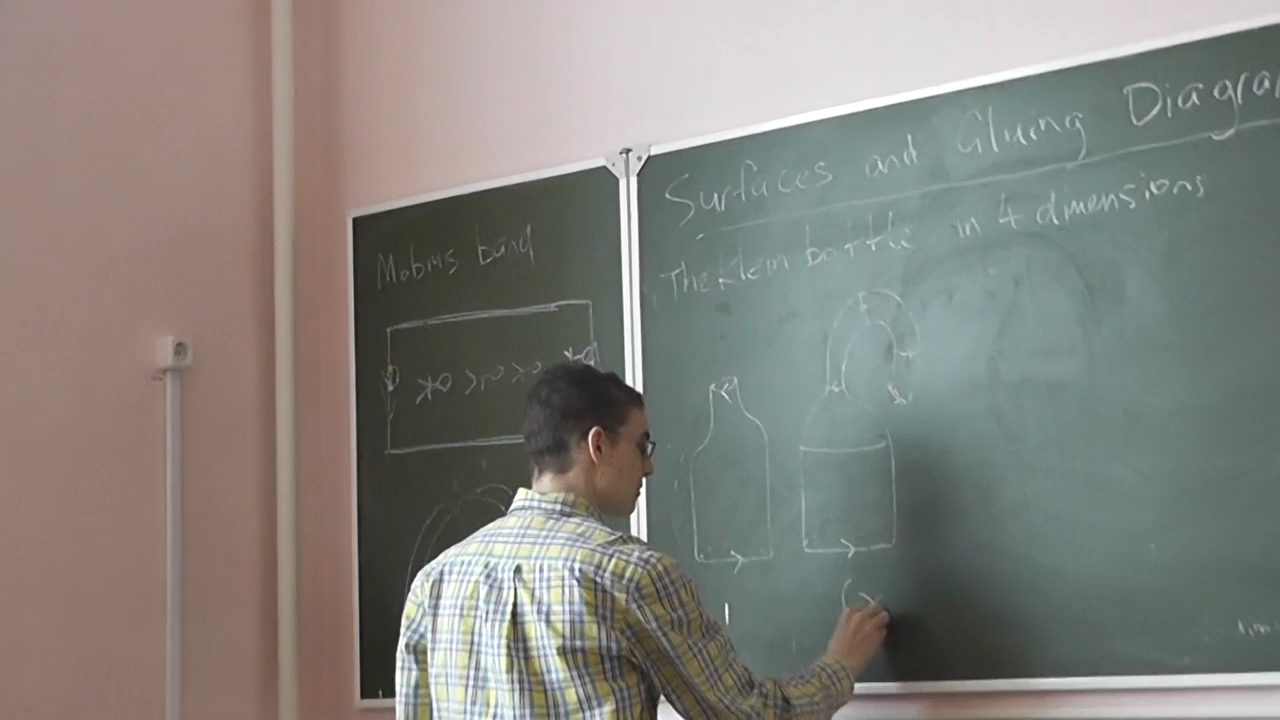 Mobius band
Surfaces and Gluing Diagra
The Klein bottle in 4 dimensions